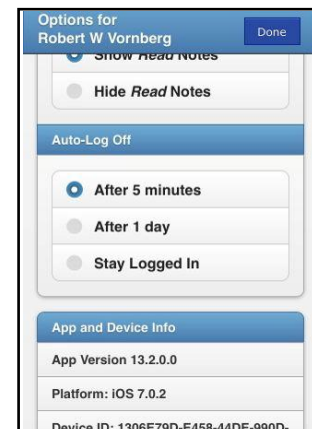 Options for
Robert W Vornberg
Done
Show Read Notes
Hide Read Notes
Auto-Log Off
After 5 minutes
After 1 day
Stay Logged In
App and Device Info
App Version 13.2.0.0
Platform: iOS 7.0.2
Device ID: 1306E79D-E458-44DE-990D-